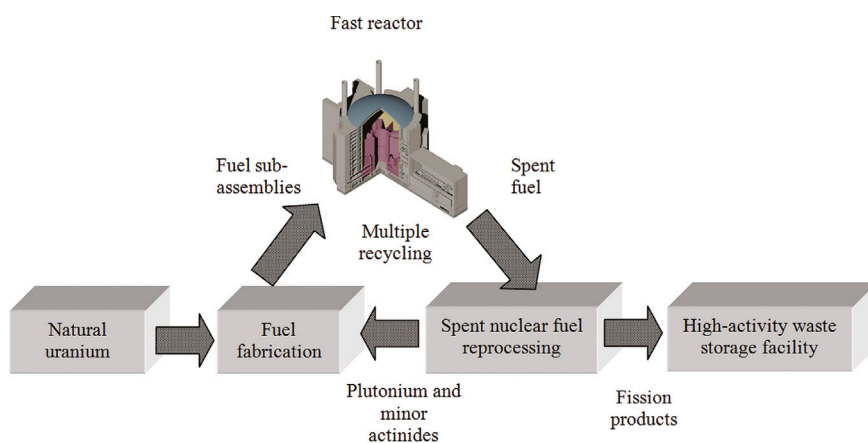 Fast reactor
Fuel sub-
assemblies
Spent
fuel
Multiple
recycling
Natural
uranium
Fuel
fabrication
Spent nuclear fuel
reprocessing
High-activity waste
storage facility
Plutonium and
minor
actinides
Fission
products